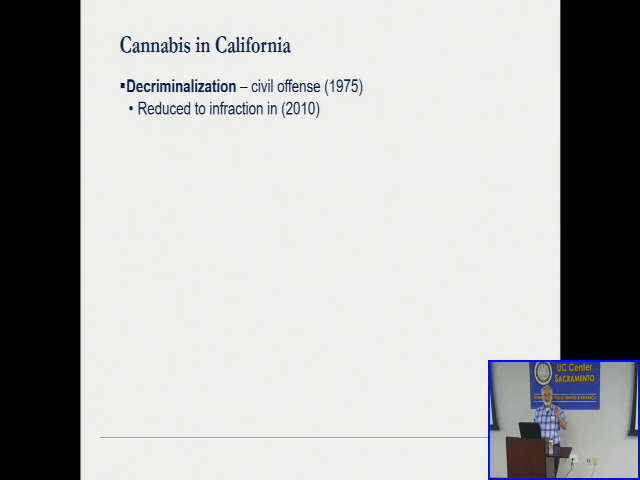 Cannabis in California
▪Decriminalization – civil offense (1975)
• Reduced to infraction in (2010)
UC Center
SACRAMENTO